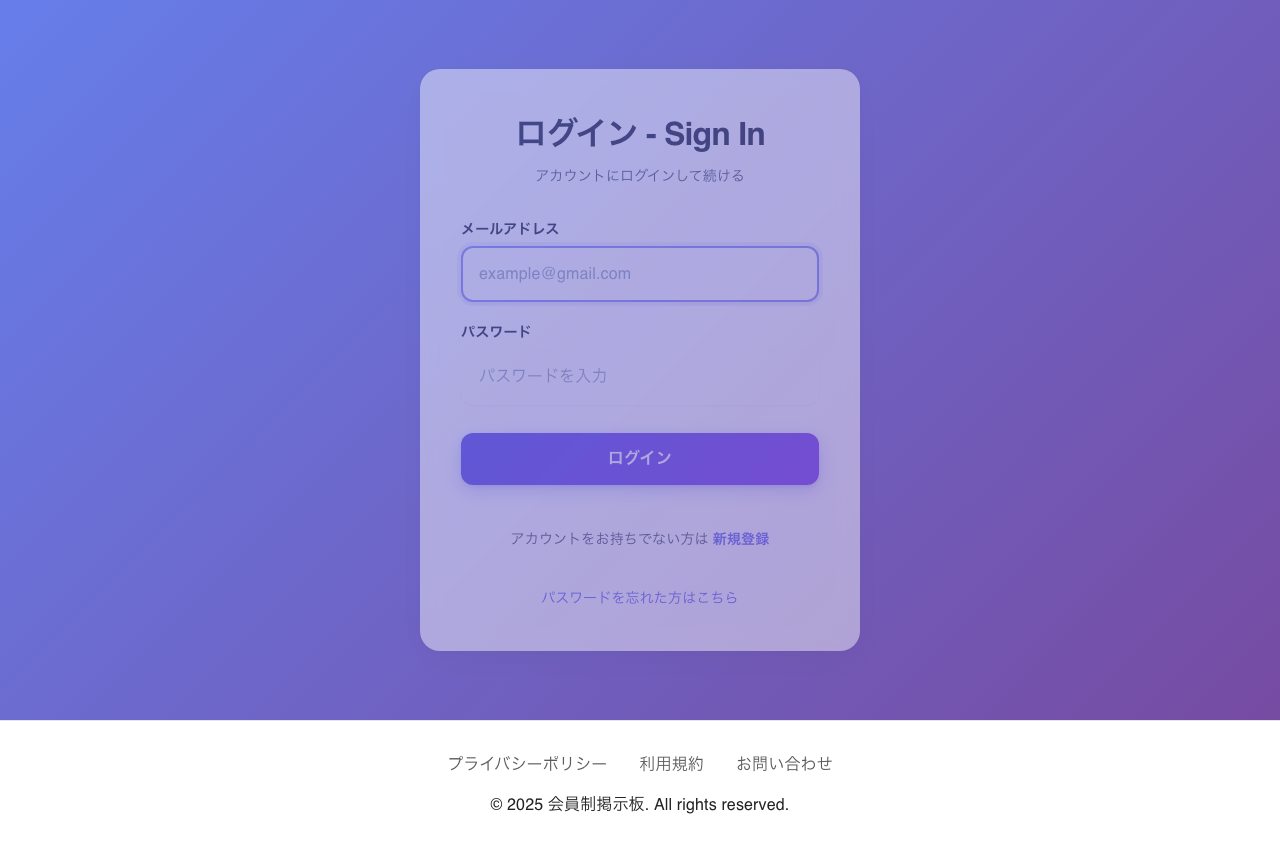 ログイン - Sign In
アカウントにログインして続ける
メールアドレス
example@gmail.com
パスワード
パスワードを入力
ログイン
アカウントをお持ちでない方は 新規登録
パスワードを忘れた方はこちら
プライバシーポリシー 利用規約 お問い合わせ
© 2025 会員制掲示板. All rights reserved.